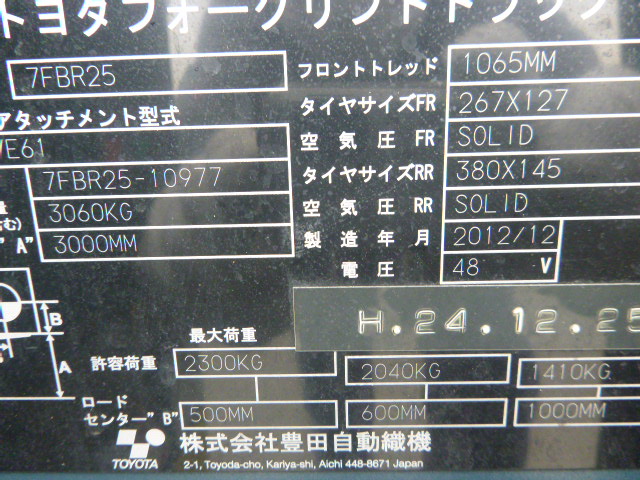 トヨタフォークリフトトラック
7FBR25 フロントトレッド 1065MM
タイヤサイズFR 267X127
アタッチメント型式 空気圧 FR SOLID
VE61 タイヤサイズRR 380X145
7FBR25-10977 空気圧 RR SOLID
3060KG 製造年月 2012/12
" A" 3000MM 電圧 48 V
H.24.12.25
B
A
最大荷重
許容荷重 2300KG 2040KG 1410KG
ロード
センター"B" 500MM 600MM 1000MM
TOYOTA 株式会社豊田自動織機
2-1, Toyoda-cho, Kariya-shi, Aichi 448-8671 Japan